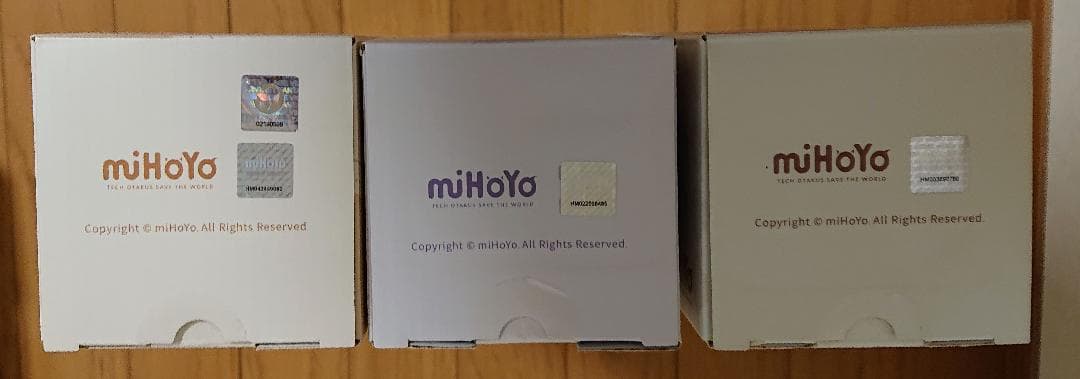 miHoYo
TECH OTAKUS SAVE THE WORLD
Copyright © miHoYo. All Rights Reserved
miHoYo
miHoYo
TECH OTAKUS SAVE THE WORLD
Copyright © miHoYo. All Rights Reserved.
miHoYo
TECH OTAKUS SAVE THE WORLD
Copyright © miHoYo. All Rights Reserved.